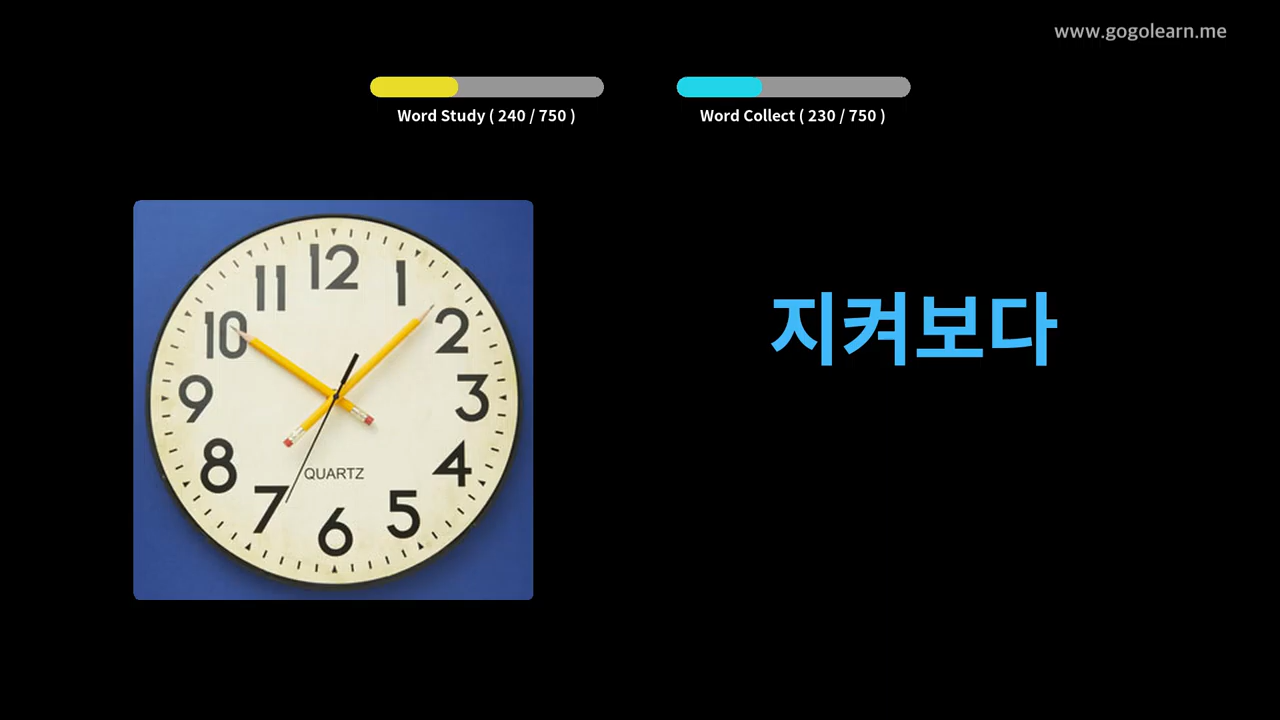 www.gogolearn.me
Word Study ( 240 / 750 )
Word Collect ( 230 / 750 )
12
1
2
3
4
5
6
7
8
9
10
11
QUARTZ
지켜보다